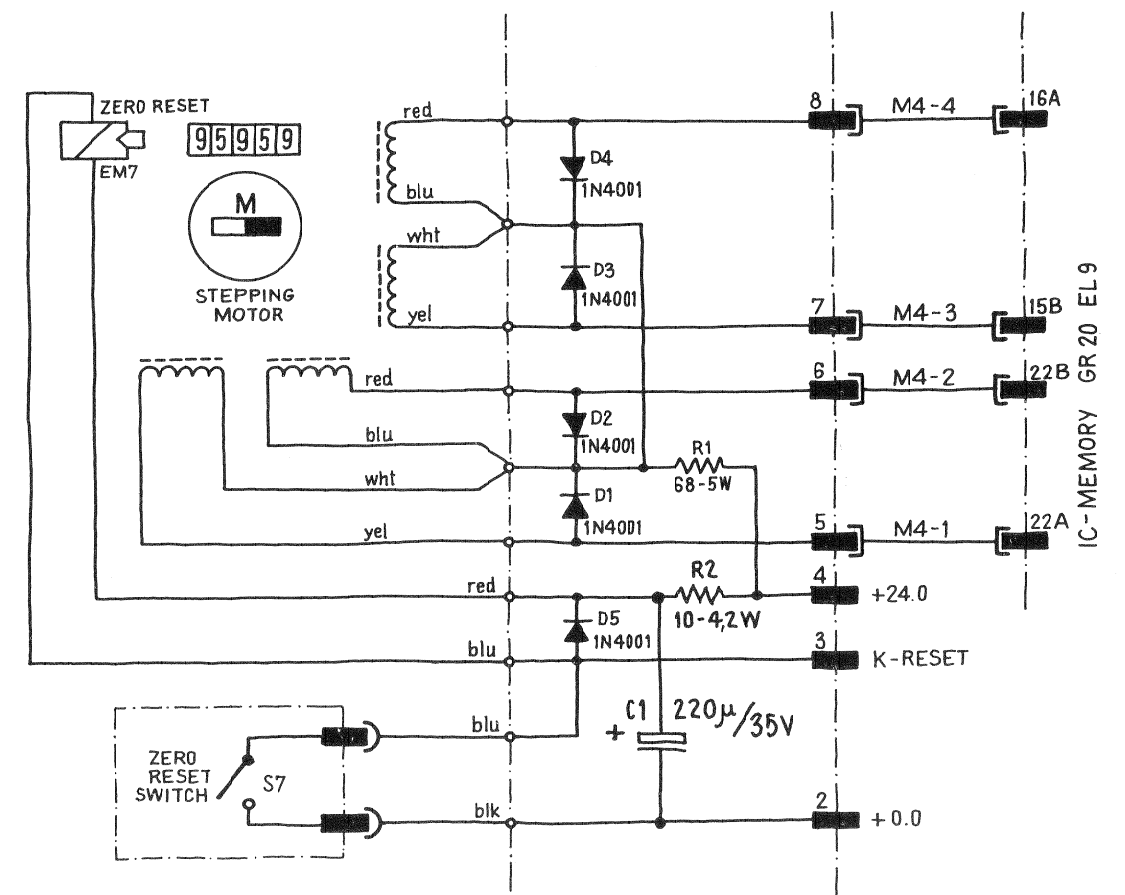 ZERO RESET
EM7
95959
M
STEPPING
MOTOR
red
blu
wht
yel
D4
1N4001
D3
1N4001
8
M4-4
16A
7
M4-3
15B
red
blu
wht
yel
D2
1N4001
D1
1N4001
R1
68-5W
6
M4-2
22B
5
M4-1
22A
IC-MEMORY GR 20 EL 9
red
R2
10-4,2W
4
+24.0
D5
1N4001
blu
3
K-RESET
blu
C1 220µ/35V
+
ZERO
RESET
SWITCH
S7
blk
2
+0.0